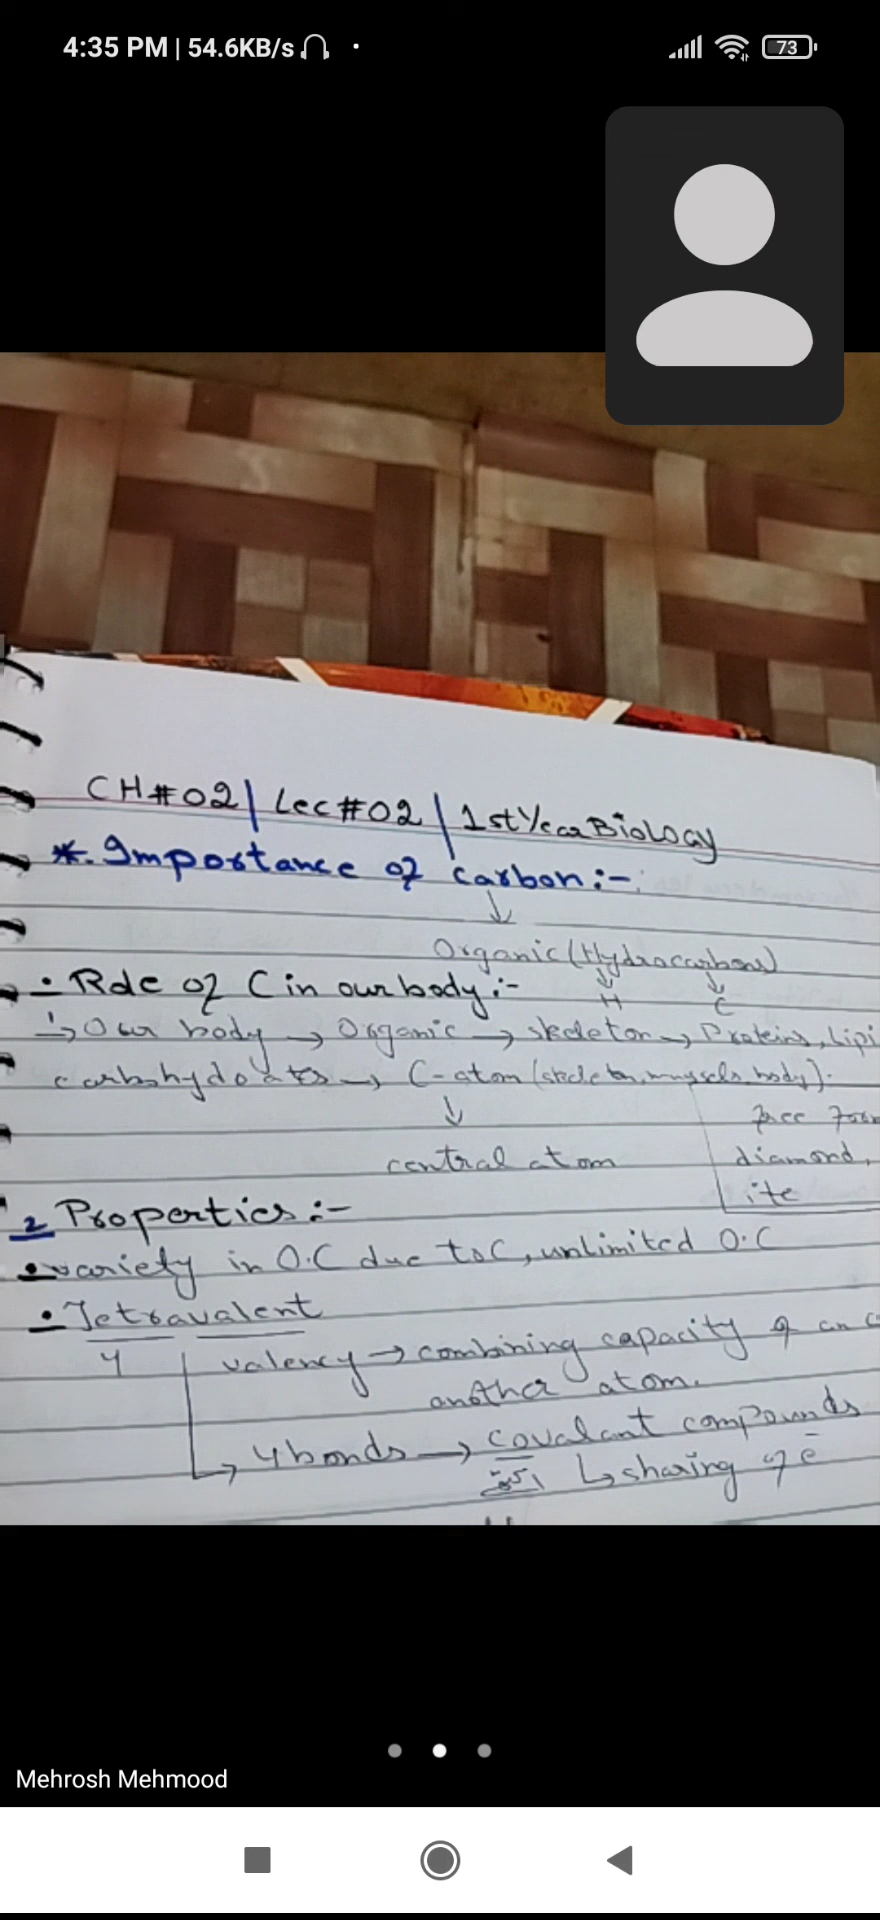 4:35 PM | 54.6KB/s
73
CH#02 | Lec#02 | 1st Year Biology
*. Importance of carbon:-
↓
Organic (Hydrocarbons)
↓ ↓
H C
• Role of C in our body:-
↳ Our body → Organic → skeleton → Proteins, Lipi
carbohydrates → C-atom (skeleton, body).
↓
free
central atom
diamond,
ite
2 Properties:-
• variety in O.C due to C, unlimited O.C
• Tetravalent
4
valency → combining capacity of an
another atom.
↳ 4 bonds → covalant compounds
↳ sharing of e⁻
Mehrosh Mehmood